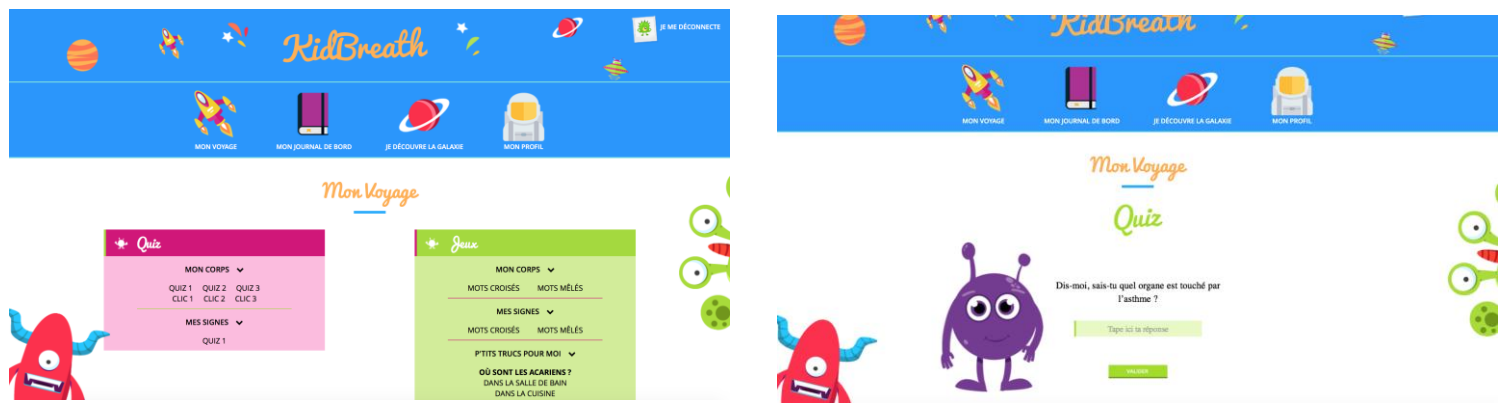 KidBreath
JE ME DÉCONNECTE
MON VOYAGE
MON JOURNAL DE BORD
JE DÉCOUVRE LA GALAXIE
MON PROFIL
Mon Voyage
Quiz
MON CORPS
QUIZ 1 QUIZ 2 QUIZ 3
CLIC 1 CLIC 2 CLIC 3
MES SIGNES
QUIZ 1
Jeux
MON CORPS
MOTS CROISÉS MOTS MÊLÉS
MES SIGNES
MOTS CROISÉS MOTS MÊLÉS
P'TITS TRUCS POUR MOI
OÙ SONT LES ACARIENS ?
DANS LA SALLE DE BAIN
DANS LA CUISINE
KidBreath
MON VOYAGE
MON JOURNAL DE BORD
JE DÉCOUVRE LA GALAXIE
MON PROFIL
Mon Voyage
Quiz
Dis-moi, sais-tu quel organe est touché par
l'asthme ?
Tape ici ta réponse
VALIDER